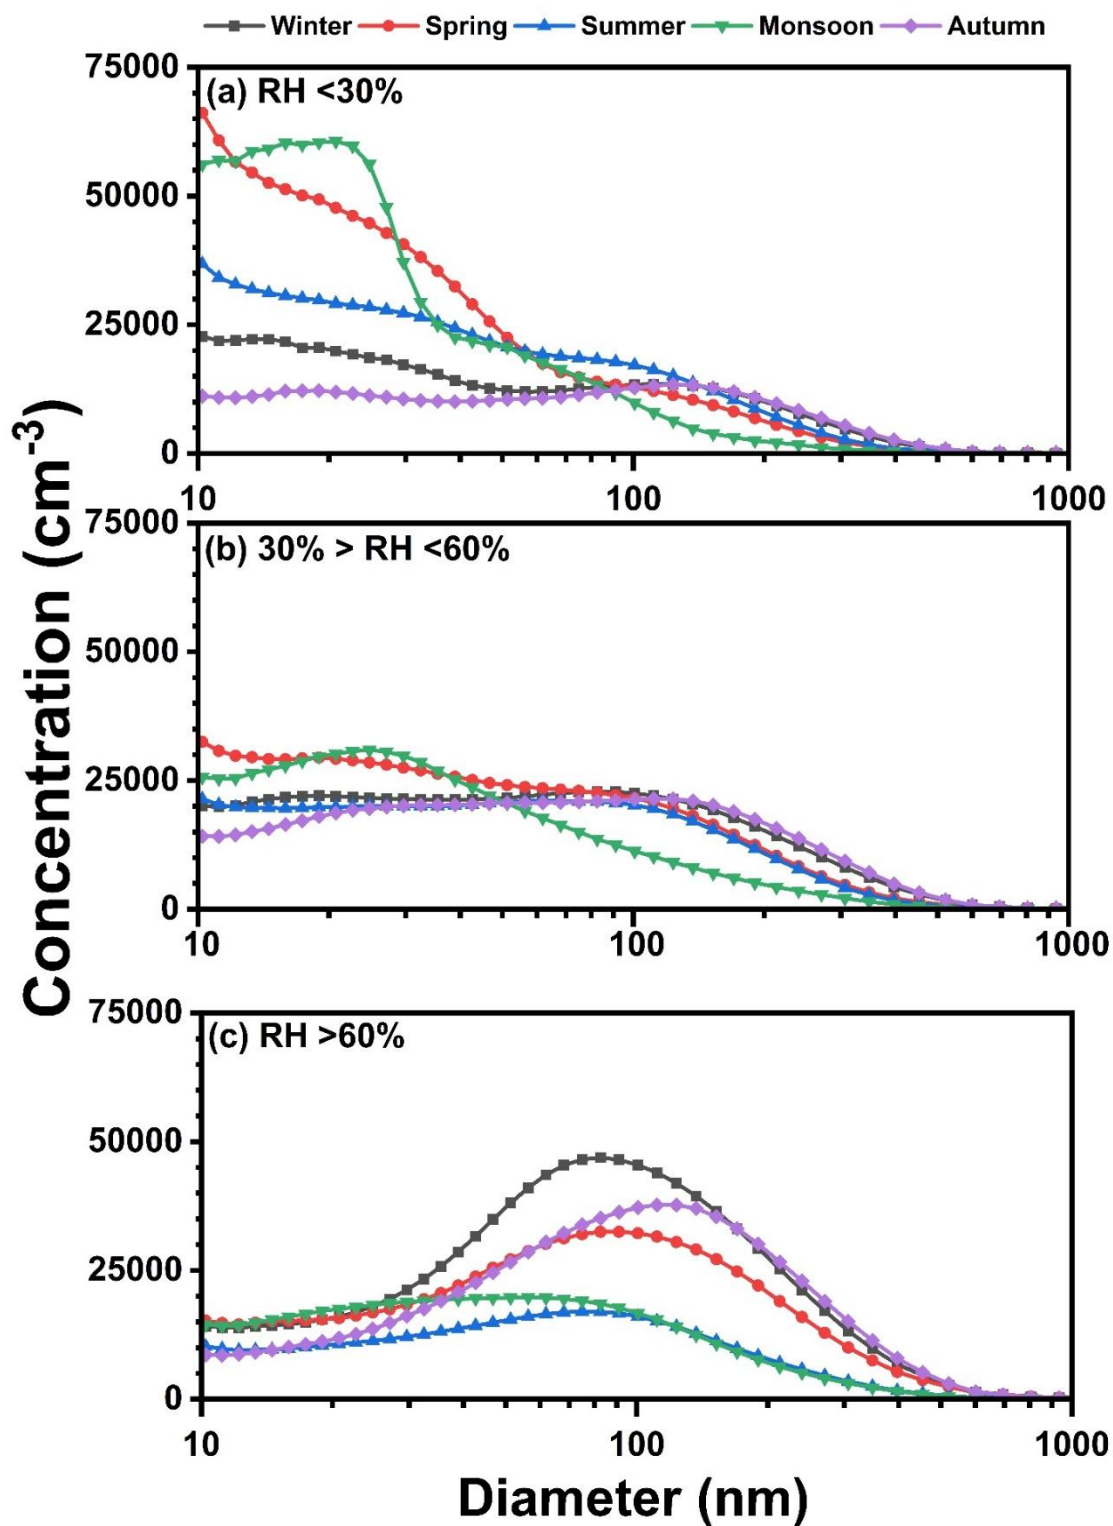 Winter Spring Summer Monsoon Autumn
75000
(a) RH <30%
50000
25000
0
10 100 1000
75000
(b) 30% > RH <60%
50000
25000
0
10 100 1000
75000
(c) RH >60%
50000
25000
0
10 100 1000
Concentration (cm⁻³)
Diameter (nm)